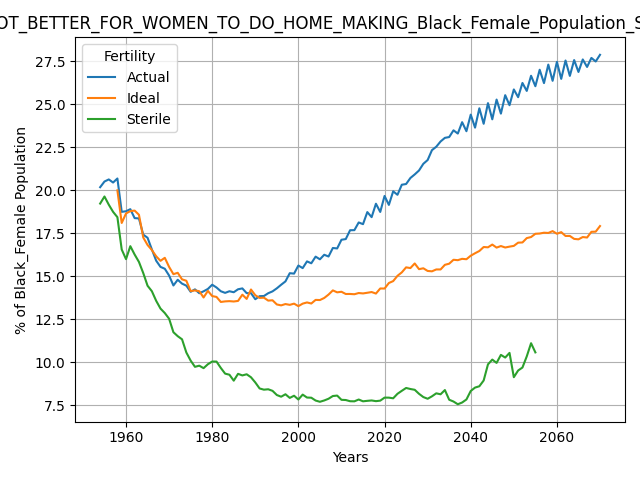 OT_BETTER_FOR_WOMEN_TO_DO_HOME_MAKING_Black_Female_Population_S
Fertility
Actual
Ideal
Sterile
% of Black_Female Population
27.5
25.0
22.5
20.0
17.5
15.0
12.5
10.0
7.5
1960
1980
2000
2020
2040
2060
Years